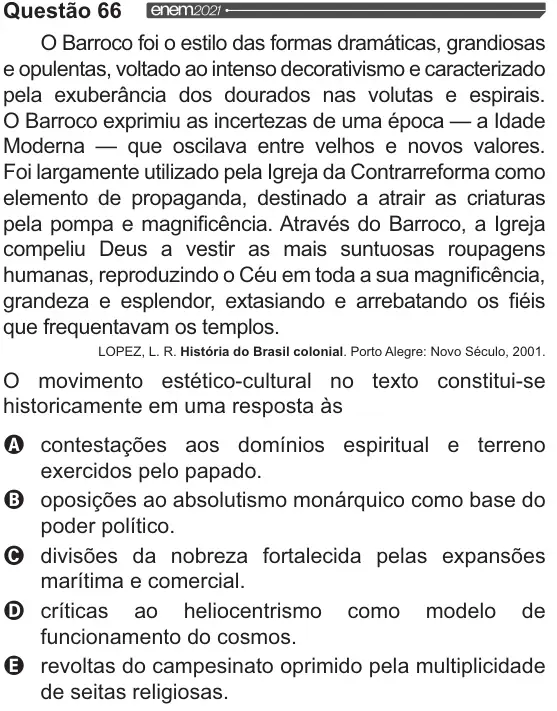 Questão 66 enem2021
O Barroco foi o estilo das formas dramáticas, grandiosas
e opulentas, voltado ao intenso decorativismo e caracterizado
pela exuberância dos dourados nas volutas e espirais.
O Barroco exprimiu as incertezas de uma época — a Idade
Moderna — que oscilava entre velhos e novos valores.
Foi largamente utilizado pela Igreja da Contrarreforma como
elemento de propaganda, destinado a atrair as criaturas
pela pompa e magnificência. Através do Barroco, a Igreja
compeliu Deus a vestir as mais suntuosas roupagens
humanas, reproduzindo o Céu em toda a sua magnificência,
grandeza e esplendor, extasiando e arrebatando os fiéis
que frequentavam os templos.
LOPEZ, L. R. História do Brasil colonial. Porto Alegre: Novo Século, 2001.
O movimento estético-cultural no texto constitui-se
historicamente em uma resposta às
A contestações aos domínios espiritual e terreno
exercidos pelo papado.
B oposições ao absolutismo monárquico como base do
poder político.
C divisões da nobreza fortalecida pelas expansões
marítima e comercial.
D críticas ao heliocentrismo como modelo de
funcionamento do cosmos.
E revoltas do campesinato oprimido pela multiplicidade
de seitas religiosas.